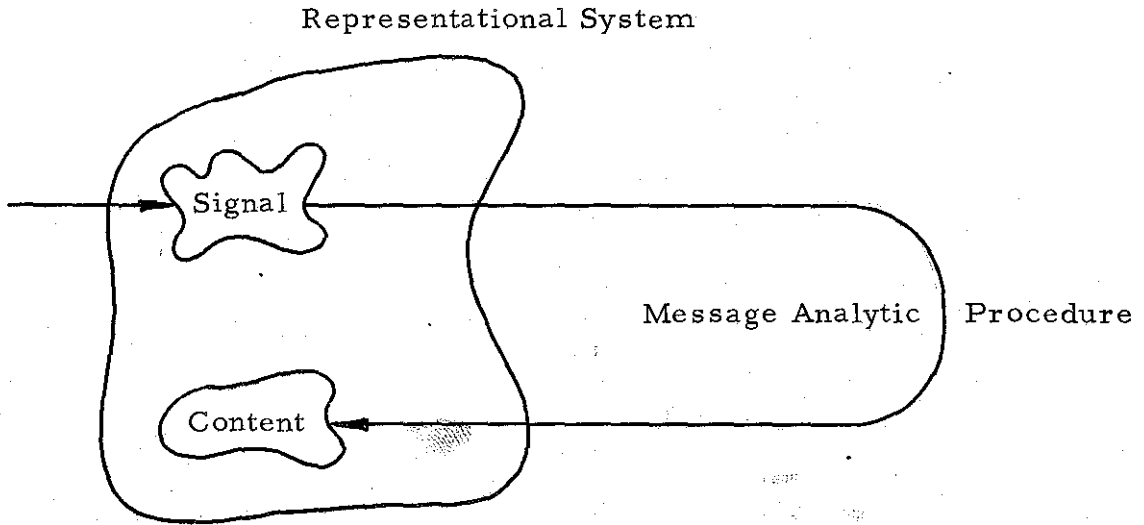 Representational System
Signal
Message Analytic Procedure
Content